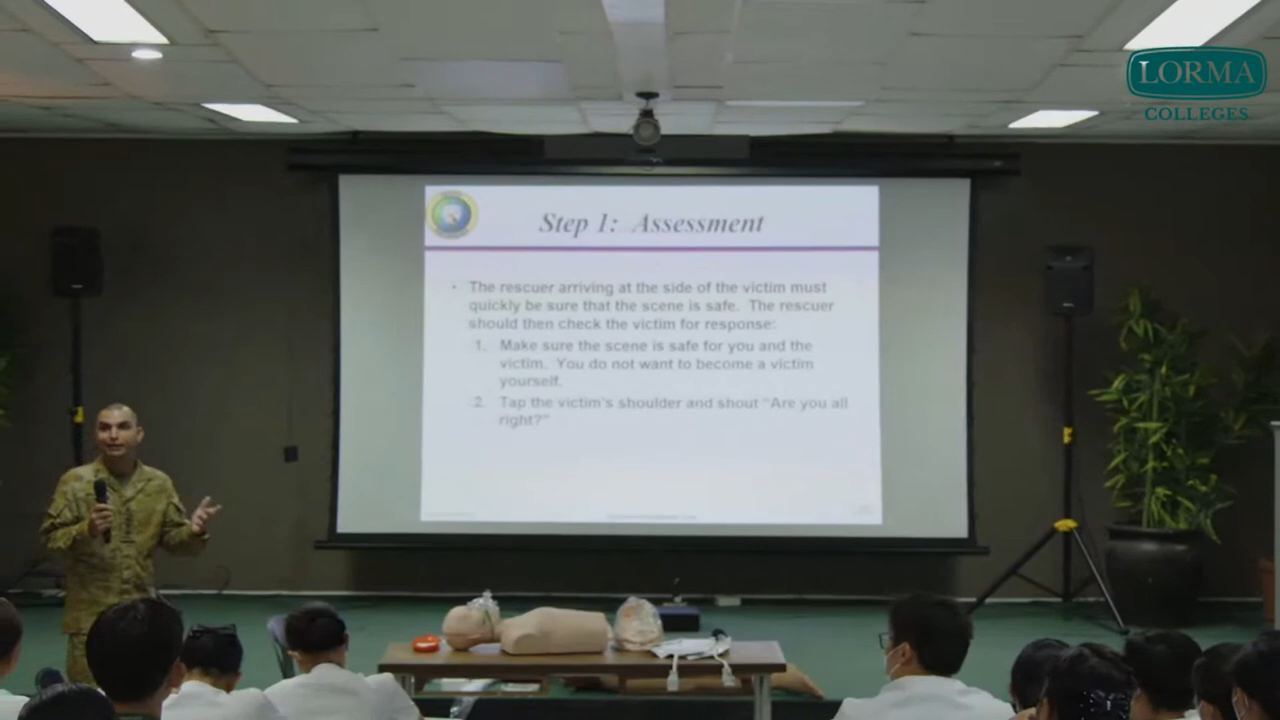 LORMA
COLLEGES
Step 1: Assessment
• The rescuer arriving at the side of the victim must
quickly be sure that the scene is safe. The rescuer
should then check the victim for response:
1. Make sure the scene is safe for you and the
victim. You do not want to become a victim
yourself.
2. Tap the victim's shoulder and shout "Are you all
right?"